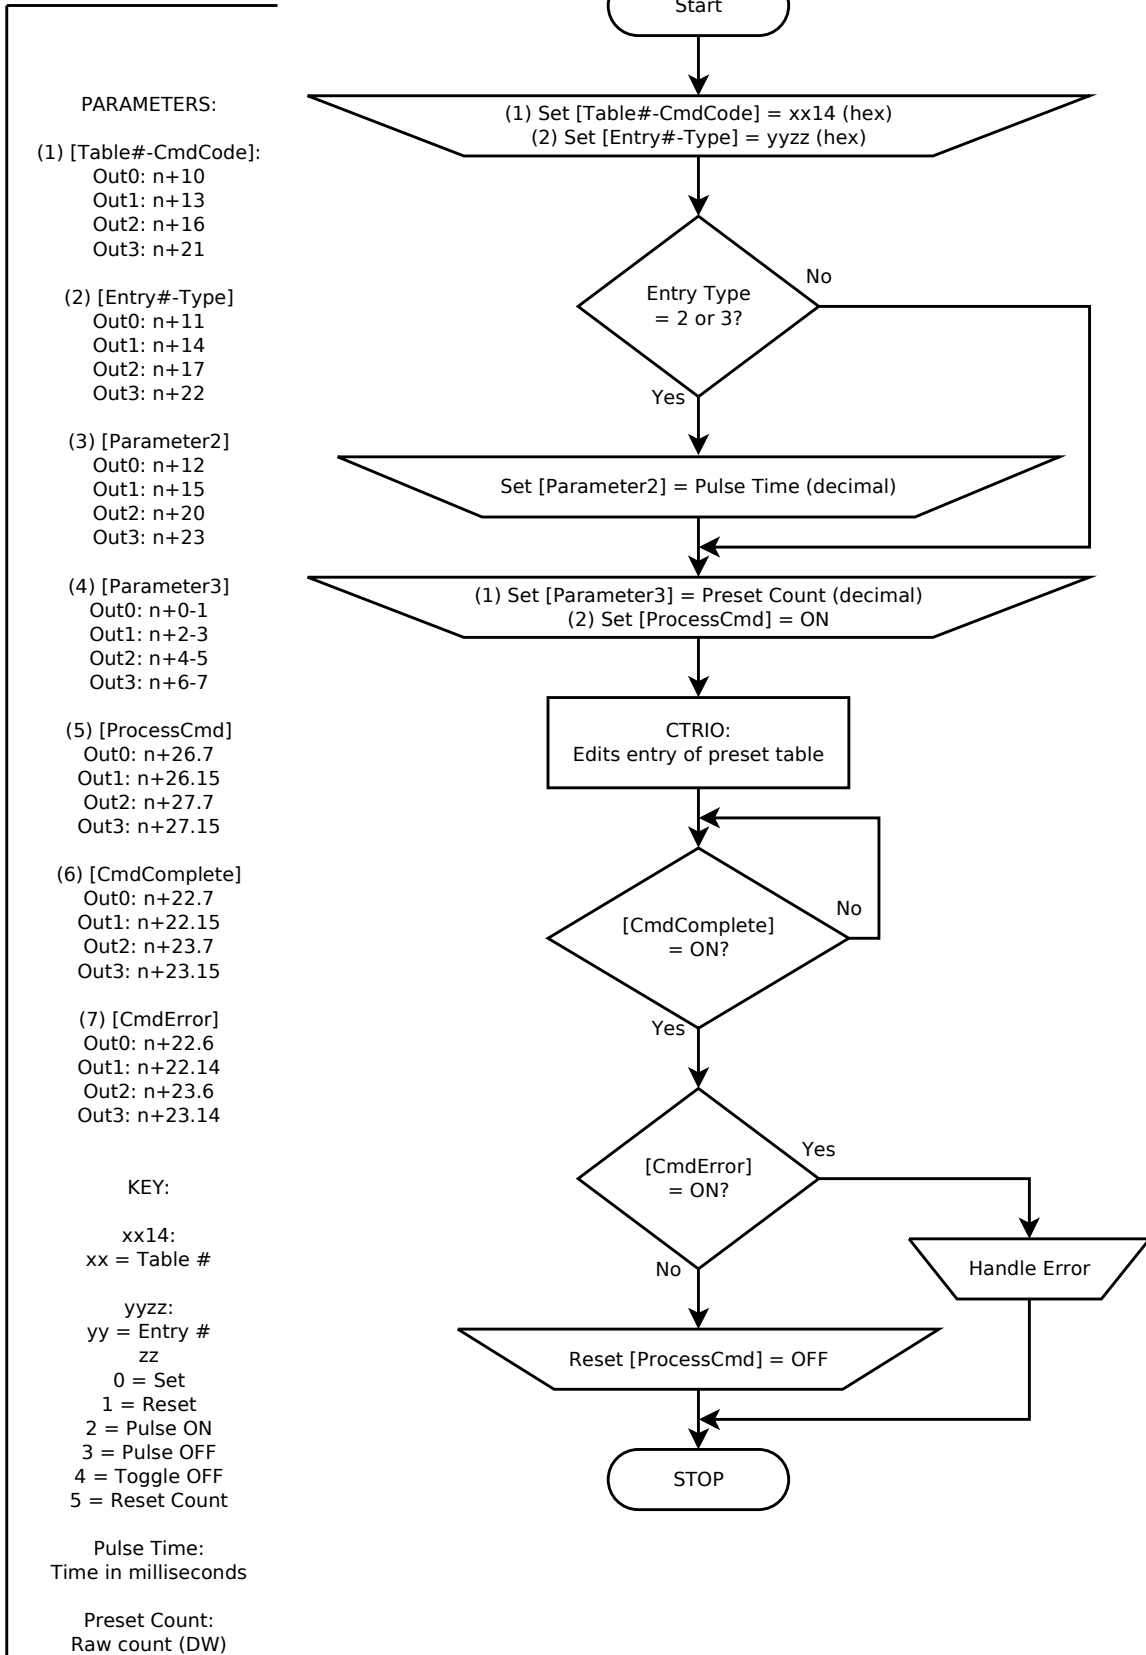 PARAMETERS:
(1) [Table#-CmdCode]:
Out0: n+10
Out1: n+13
Out2: n+16
Out3: n+21
(2) [Entry#-Type]
Out0: n+11
Out1: n+14
Out2: n+17
Out3: n+22
(3) [Parameter2]
Out0: n+12
Out1: n+15
Out2: n+20
Out3: n+23
(4) [Parameter3]
Out0: n+0-1
Out1: n+2-3
Out2: n+4-5
Out3: n+6-7
(5) [ProcessCmd]
Out0: n+26.7
Out1: n+26.15
Out2: n+27.7
Out3: n+27.15
(6) [CmdComplete]
Out0: n+22.7
Out1: n+22.15
Out2: n+23.7
Out3: n+23.15
(7) [CmdError]
Out0: n+22.6
Out1: n+22.14
Out2: n+23.6
Out3: n+23.14
KEY:
xx14:
xx = Table #
yyzz:
yy = Entry #
zz
0 = Set
1 = Reset
2 = Pulse ON
3 = Pulse OFF
4 = Toggle OFF
5 = Reset Count
Pulse Time:
Time in milliseconds
Preset Count:
Raw count (DW)
Start
(1) Set [Table#-CmdCode] = xx14 (hex)
(2) Set [Entry#-Type] = yyzz (hex)
Entry Type
= 2 or 3?
No
Yes
Set [Parameter2] = Pulse Time (decimal)
(1) Set [Parameter3] = Preset Count (decimal)
(2) Set [ProcessCmd] = ON
CTRIO:
Edits entry of preset table
[CmdComplete]
= ON?
No
Yes
[CmdError]
= ON?
Yes
No
Handle Error
Reset [ProcessCmd] = OFF
STOP